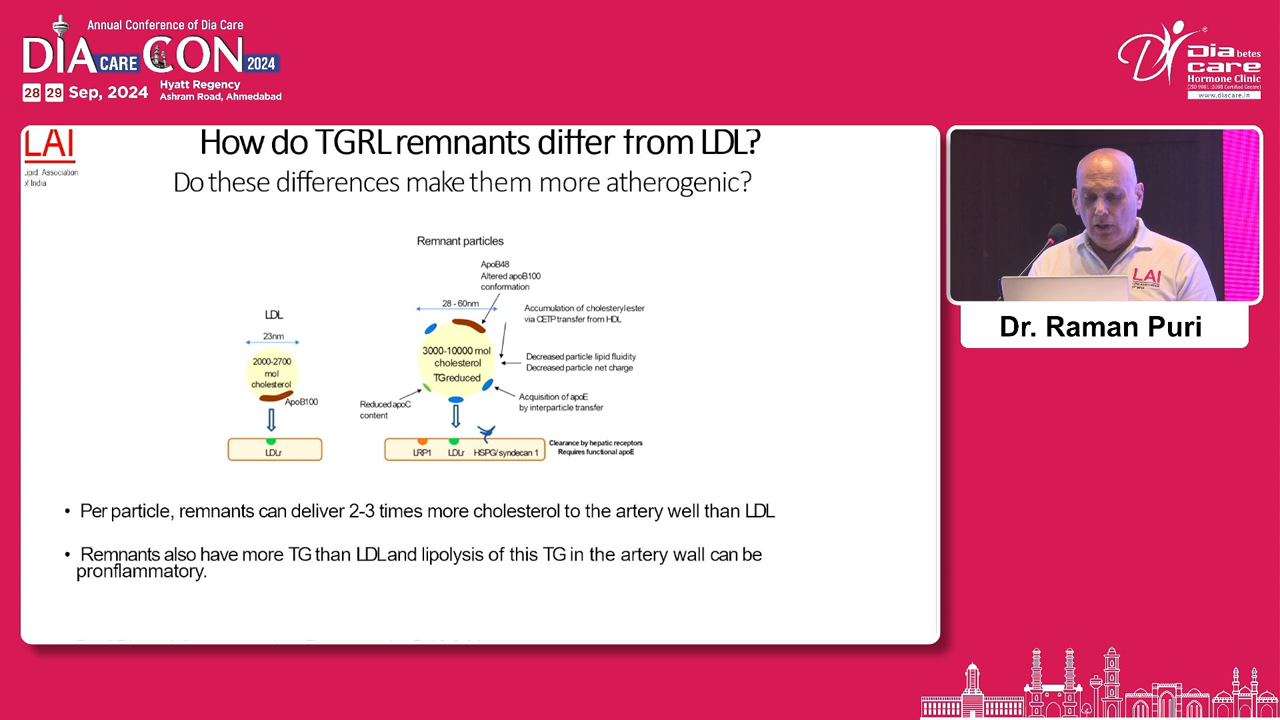 Annual Conference of Dia Care
DIA CARE CON 2024
28 29 Sep, 2024
Hyatt Regency
Ashram Road, Ahmedabad
Dia betes
care
Hormone Clinic
(ISO 9001 : 2008 Certified Centre)
www.diacare.in
LAI
Lipid Association
of India
How do TGRL remnants differ from LDL?
Do these differences make them more atherogenic?
Remnant particles
ApoB48
Altered apoB100
conformation
28 - 60nm
Accumulation of cholesterylester
via CETP transfer from HDL
LDL
23nm
2000-2700
mol
cholesterol
ApoB100
3000-10000 mol
cholesterol
TG reduced
Decreased particle lipid fluidity
Decreased particle net charge
Reduced apoC
content
Acquisition of apoE
by interparticle transfer
LDLr
LRP1 LDLr HSPG/syndecan 1
Clearance by hepatic receptors
Requires functional apoE
• Per particle, remnants can deliver 2-3 times more cholesterol to the artery well than LDL
• Remnants also have more TG than LDL and lipolysis of this TG in the artery wall can be
pronflammatory.
LAI
Dr. Raman Puri